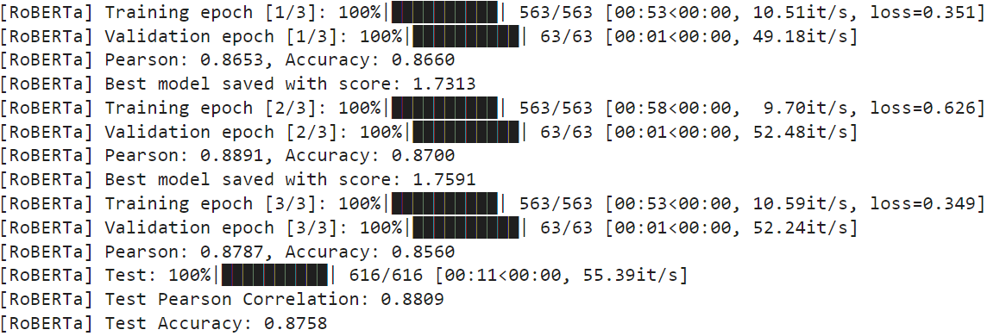 [RoBERTa] Training epoch [1/3]: 100%|██████████| 563/563 [00:53<00:00, 10.51it/s, loss=0.351]
[RoBERTa] Validation epoch [1/3]: 100%|██████████| 63/63 [00:01<00:00, 49.18it/s]
[RoBERTa] Pearson: 0.8653, Accuracy: 0.8660
[RoBERTa] Best model saved with score: 1.7313
[RoBERTa] Training epoch [2/3]: 100%|██████████| 563/563 [00:58<00:00,  9.70it/s, loss=0.626]
[RoBERTa] Validation epoch [2/3]: 100%|██████████| 63/63 [00:01<00:00, 52.48it/s]
[RoBERTa] Pearson: 0.8891, Accuracy: 0.8700
[RoBERTa] Best model saved with score: 1.7591
[RoBERTa] Training epoch [3/3]: 100%|██████████| 563/563 [00:53<00:00, 10.59it/s, loss=0.349]
[RoBERTa] Validation epoch [3/3]: 100%|██████████| 63/63 [00:01<00:00, 52.24it/s]
[RoBERTa] Pearson: 0.8787, Accuracy: 0.8560
[RoBERTa] Test: 100%|██████████| 616/616 [00:11<00:00, 55.39it/s]
[RoBERTa] Test Pearson Correlation: 0.8809
[RoBERTa] Test Accuracy: 0.8758